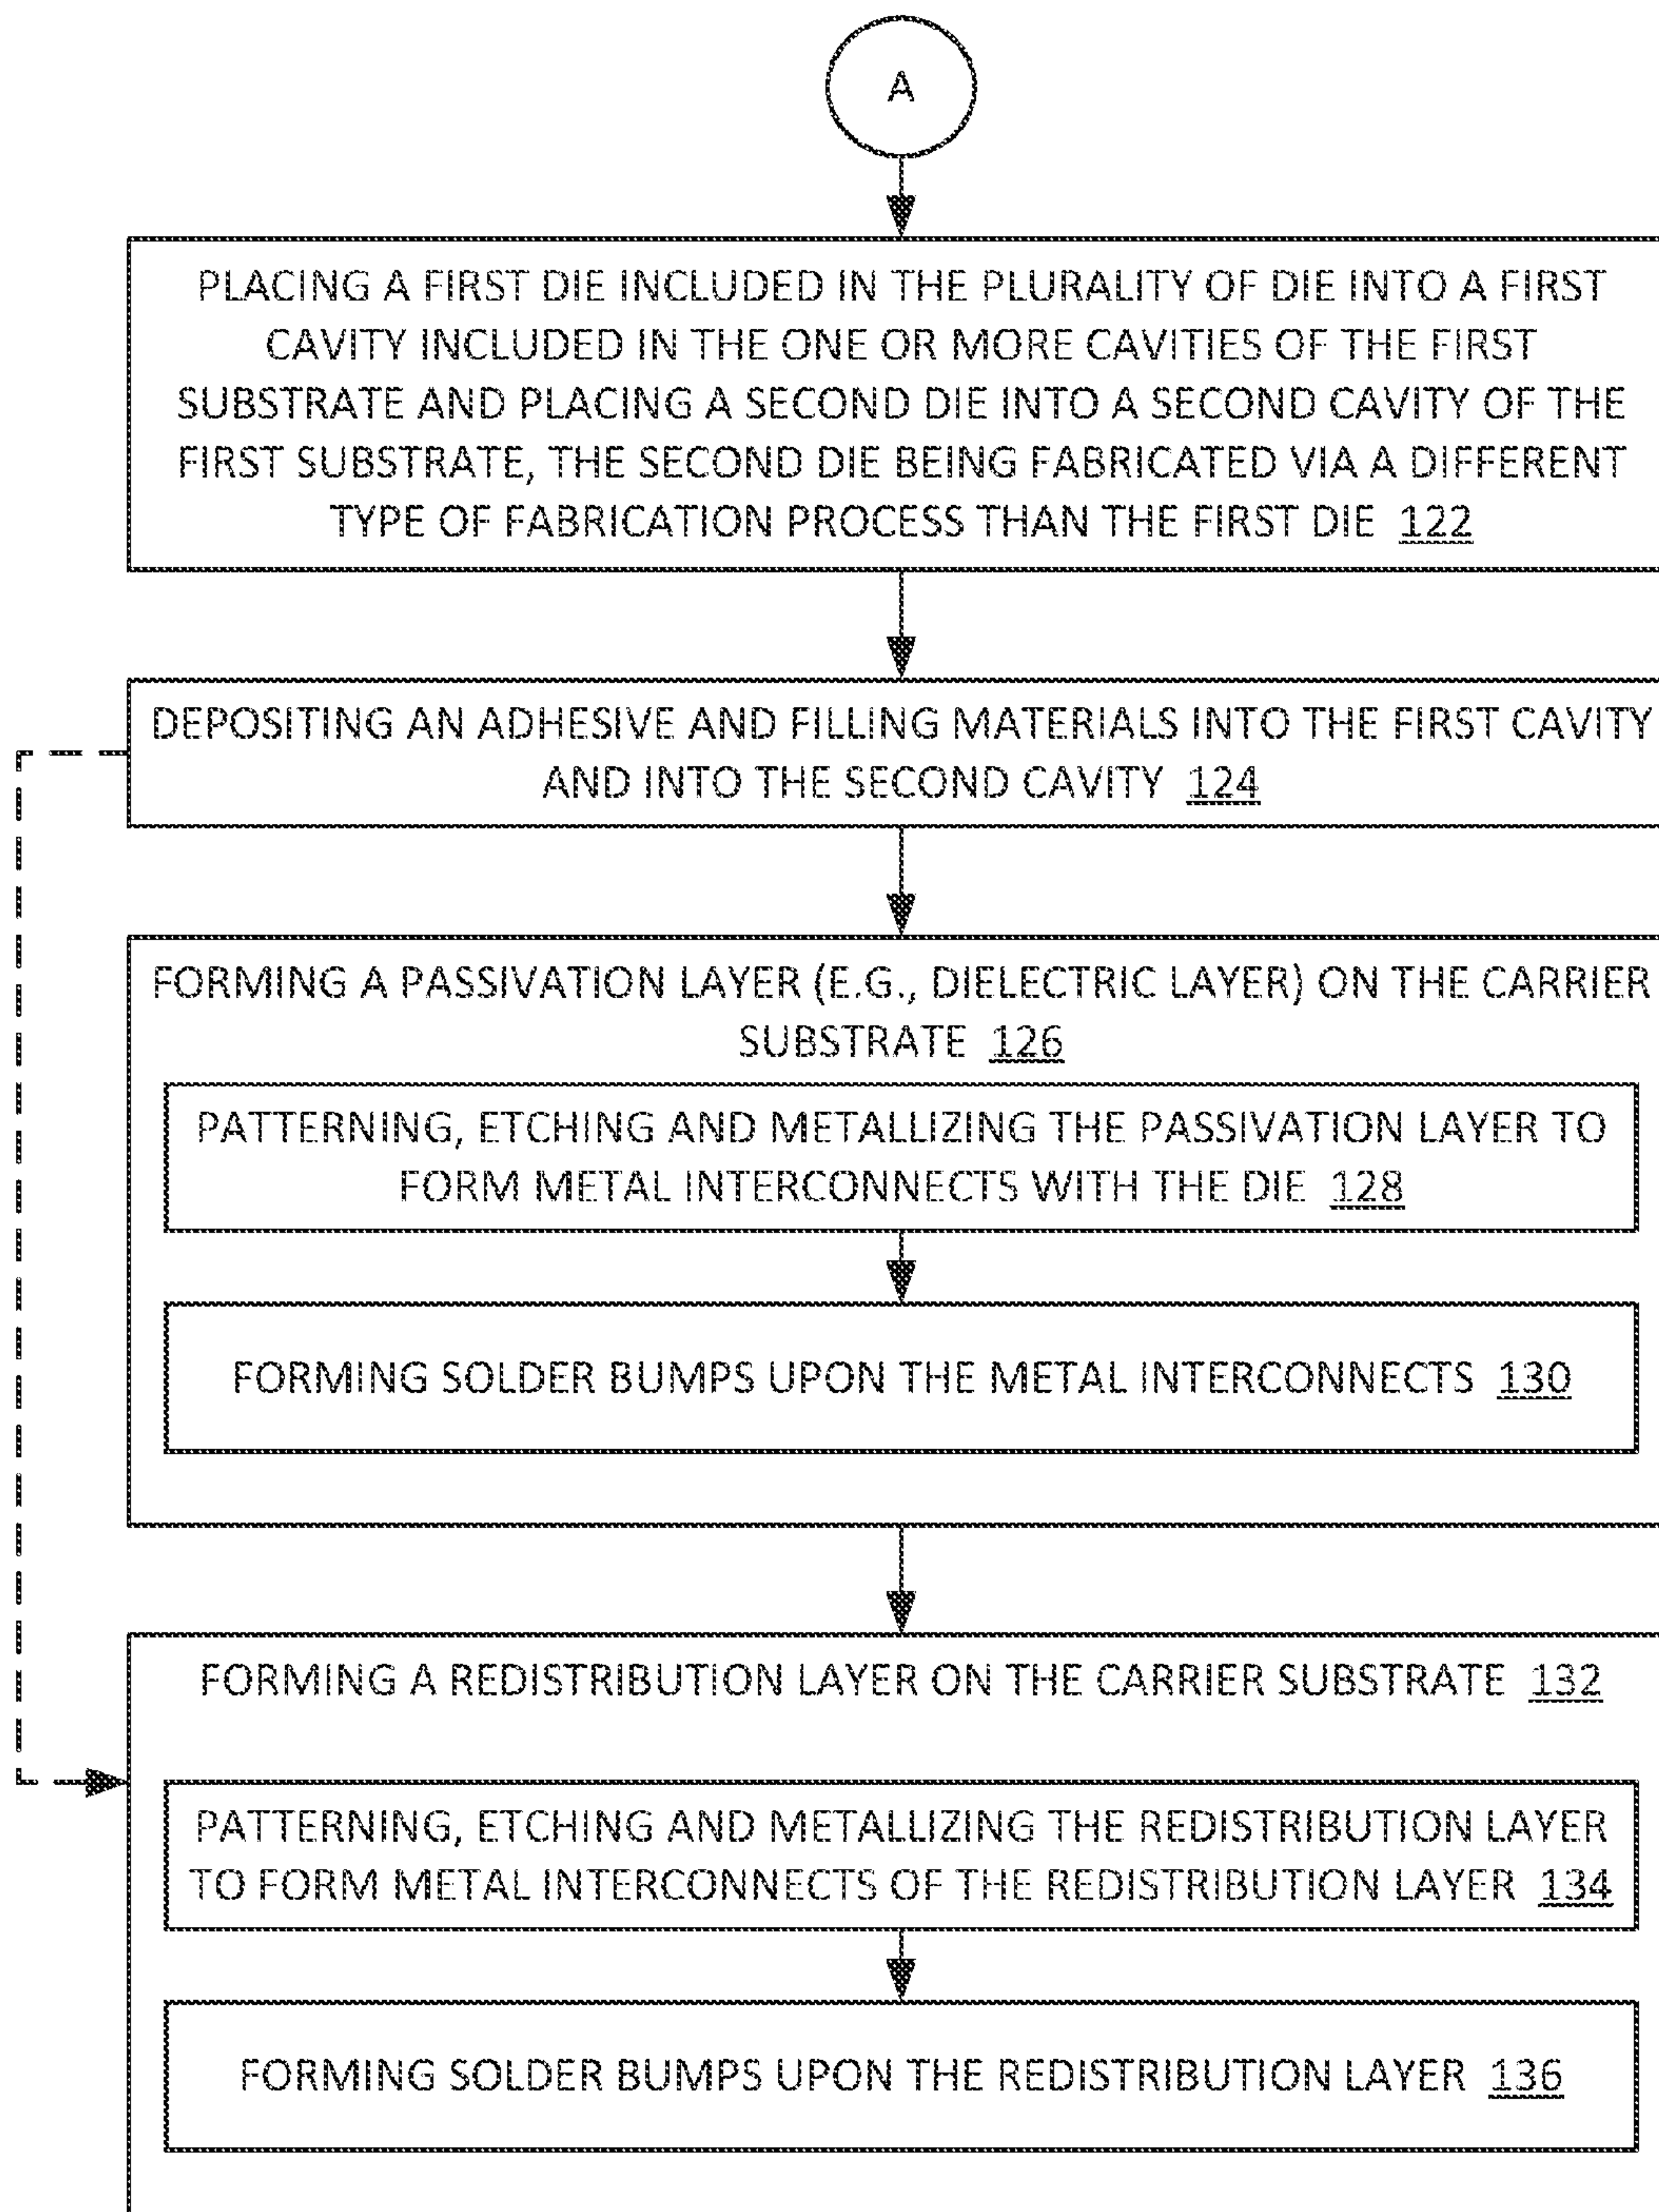 A
PLACING A FIRST DIE INCLUDED IN THE PLURALITY OF DIE INTO A FIRST
CAVITY INCLUDED IN THE ONE OR MORE CAVITIES OF THE FIRST
SUBSTRATE AND PLACING A SECOND DIE INTO A SECOND CAVITY OF THE
FIRST SUBSTRATE, THE SECOND DIE BEING FABRICATED VIA A DIFFERENT
TYPE OF FABRICATION PROCESS THAN THE FIRST DIE 122
DEPOSITING AN ADHESIVE AND FILLING MATERIALS INTO THE FIRST CAVITY
AND INTO THE SECOND CAVITY 124
FORMING A PASSIVATION LAYER (E.G., DIELECTRIC LAYER) ON THE CARRIER
SUBSTRATE 126
PATTERNING, ETCHING AND METALLIZING THE PASSIVATION LAYER TO
FORM METAL INTERCONNECTS WITH THE DIE 128
FORMING SOLDER BUMPS UPON THE METAL INTERCONNECTS 130
FORMING A REDISTRIBUTION LAYER ON THE CARRIER SUBSTRATE 132
PATTERNING, ETCHING AND METALLIZING THE REDISTRIBUTION LAYER
TO FORM METAL INTERCONNECTS OF THE REDISTRIBUTION LAYER 134
FORMING SOLDER BUMPS UPON THE REDISTRIBUTION LAYER 136